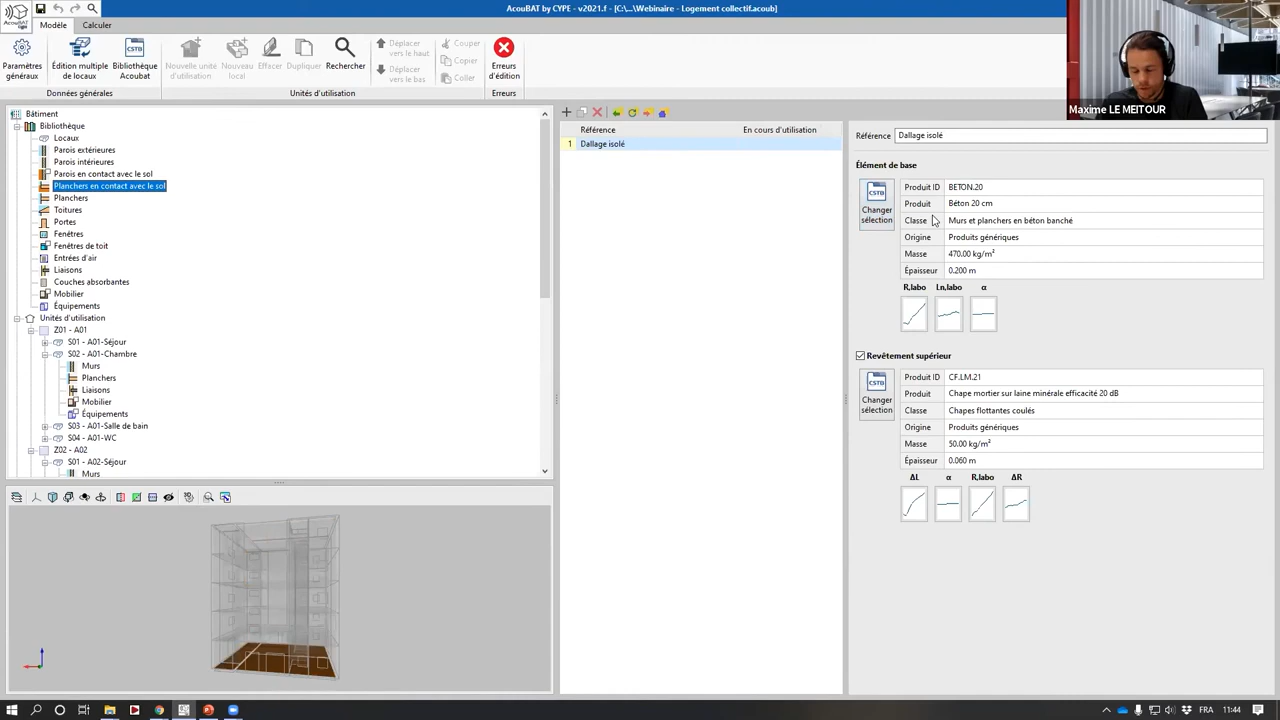 AcouBAT by CYPE - v2021.f - [C:\...\Webinaire - Logement collectif.acoub]
AcouBAT
Modèle
Calculer
Paramètres généraux
Édition multiple de locaux
CSTB
Bibliothèque Acoubat
Données générales
Nouvelle unité d'utilisation
Nouveau local
Effacer
Dupliquer
Rechercher
Déplacer vers le haut
Déplacer vers le bas
Couper
Copier
Coller
Unités d'utilisation
Erreurs d'édition
Erreurs
Maxime LE MEITOUR
Bâtiment
Bibliothèque
Locaux
Parois extérieures
Parois intérieures
Parois en contact avec le sol
Planchers en contact avec le sol
Planchers
Toitures
Portes
Fenêtres
Fenêtres de toit
Entrées d'air
Liaisons
Couches absorbantes
Mobilier
Équipements
Unités d'utilisation
Z01 - A01
S01 - A01-Séjour
S02 - A01-Chambre
Murs
Planchers
Liaisons
Mobilier
Équipements
S03 - A01-Salle de bain
S04 - A01-WC
Z02 - A02
S01 - A02-Séjour
Murs
Référence En cours d'utilisation
1 Dallage isolé
Référence Dallage isolé
Élément de base
CSTB
Changer sélection
Produit ID BETON.20
Produit Béton 20 cm
Classe Murs et planchers en béton banché
Origine Produits génériques
Masse 470.00 kg/m²
Épaisseur 0.200 m
R,labo Ln,labo α
Revêtement supérieur
CSTB
Changer sélection
Produit ID CF.LM.21
Produit Chape mortier sur laine minérale efficacité 20 dB
Classe Chapes flottantes coulés
Origine Produits génériques
Masse 50.00 kg/m²
Épaisseur 0.060 m
ΔL α R,labo ΔR
FRA 11:44